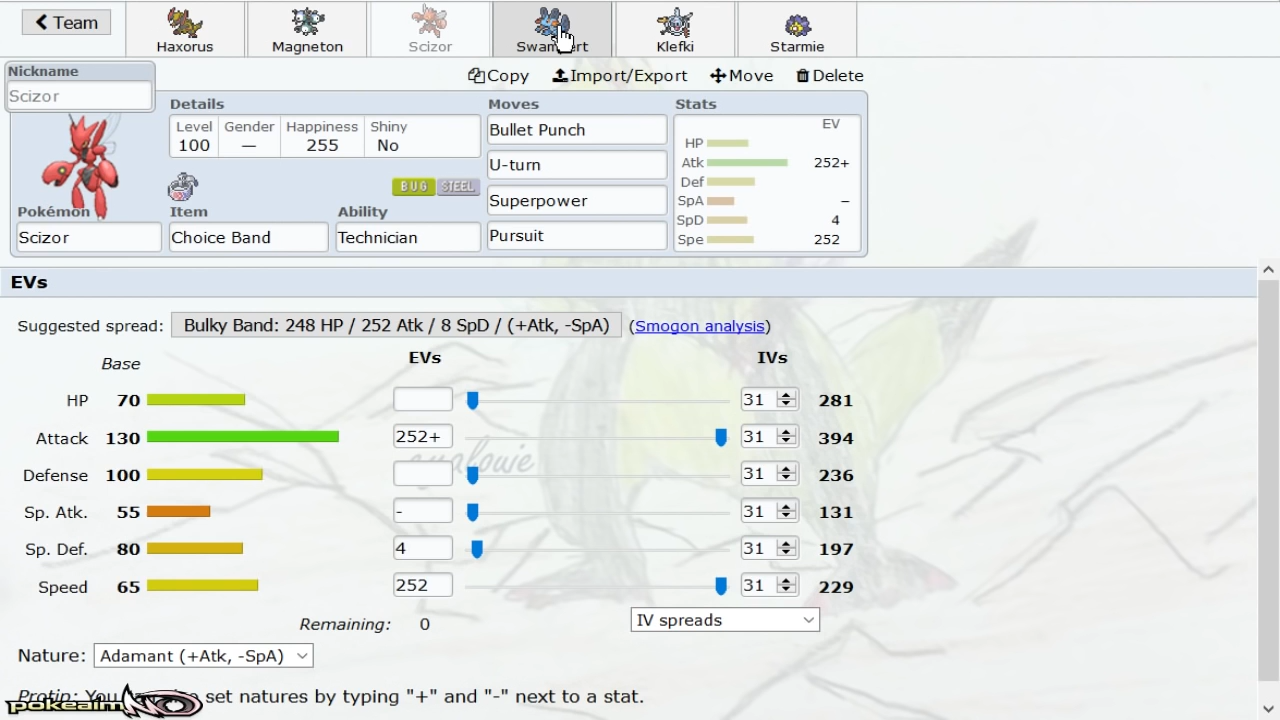 Team
Haxorus
Magneton
Scizor
Klefki
Starmie
Nickname
Scizor
Copy Import/Export Move Delete
Details
Level Gender Happiness Shiny
100 — 255 No
BUG STEEL
Pokémon Item Ability
Scizor Choice Band Technician
Moves
Bullet Punch
U-turn
Superpower
Pursuit
Stats
EV
HP
Atk 252+
Def
SpA –
SpD 4
Spe 252
EVs
Suggested spread: Bulky Band: 248 HP / 252 Atk / 8 SpD / (+Atk, -SpA) (Smogon analysis)
Base EVs IVs
HP 70 31 281
Attack 130 252+ 31 394
Defense 100 31 236
Sp. Atk. 55 - 31 131
Sp. Def. 80 4 31 197
Speed 65 252 31 229
Remaining: 0
IV spreads
Nature: Adamant (+Atk, -SpA)
Protip: You set natures by typing "+" and "-" next to a stat.
pokeaim